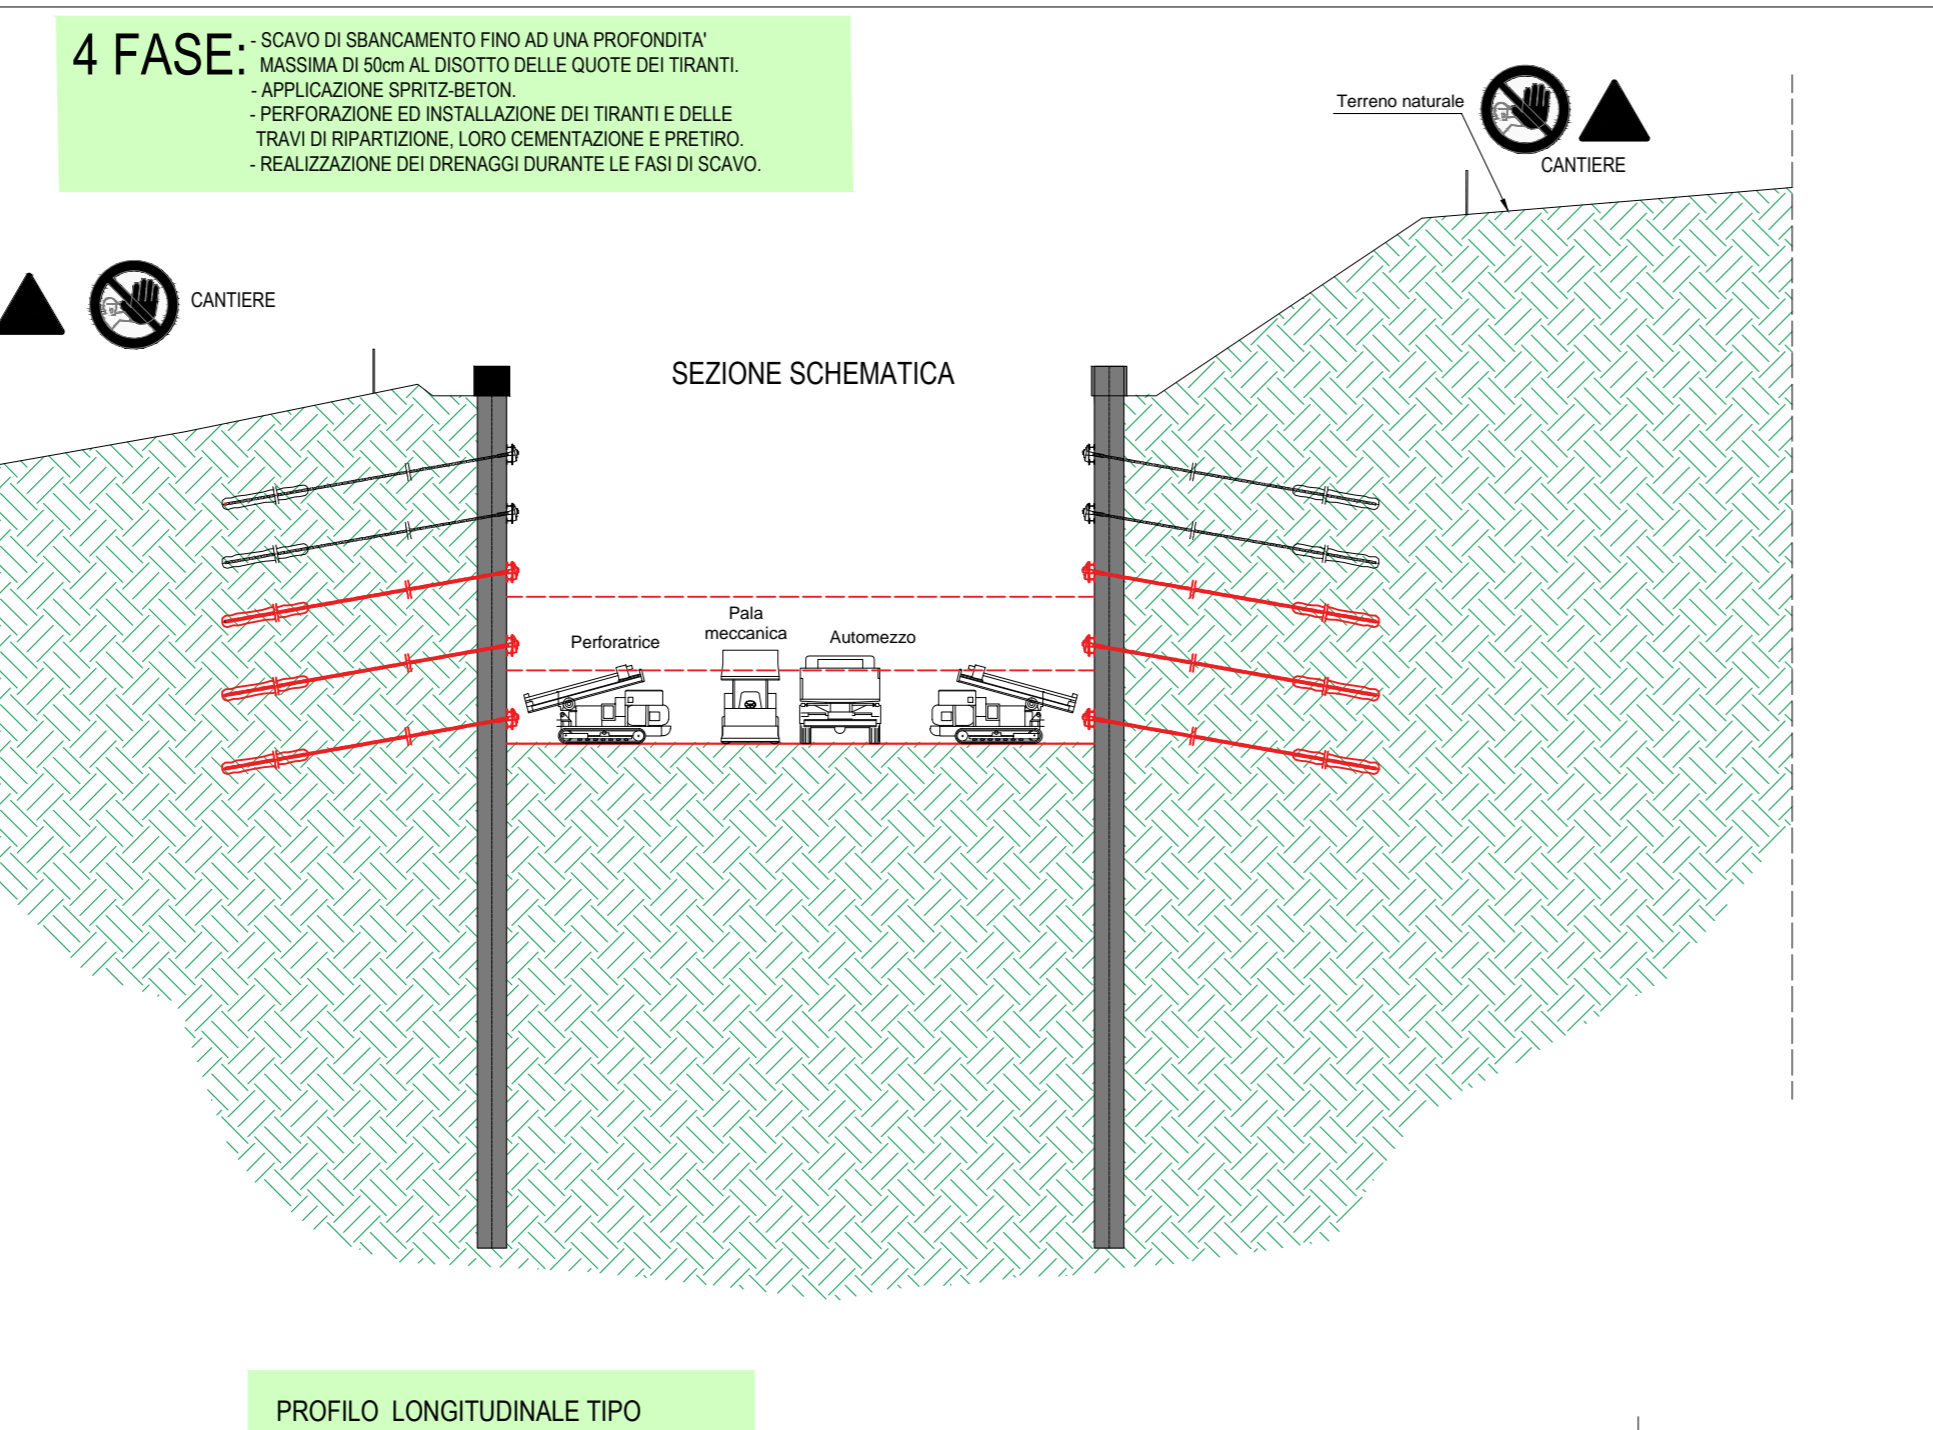 4 FASE:
- SCAVO DI SBANCAMENTO FINO AD UNA PROFONDITA'
MASSIMA DI 50cm AL DISOTTO DELLE QUOTE DEI TIRANTI.
- APPLICAZIONE SPRITZ-BETON.
- PERFORAZIONE ED INSTALLAZIONE DEI TIRANTI E DELLE
TRAVI DI RIPARTIZIONE, LORO CEMENTAZIONE E PRETIRO.
- REALIZZAZIONE DEI DRENAGGI DURANTE LE FASI DI SCAVO.
Terreno naturale
CANTIERE
CANTIERE
SEZIONE SCHEMATICA
Perforatrice
Pala
meccanica
Automezzo
PROFILO LONGITUDINALE TIPO